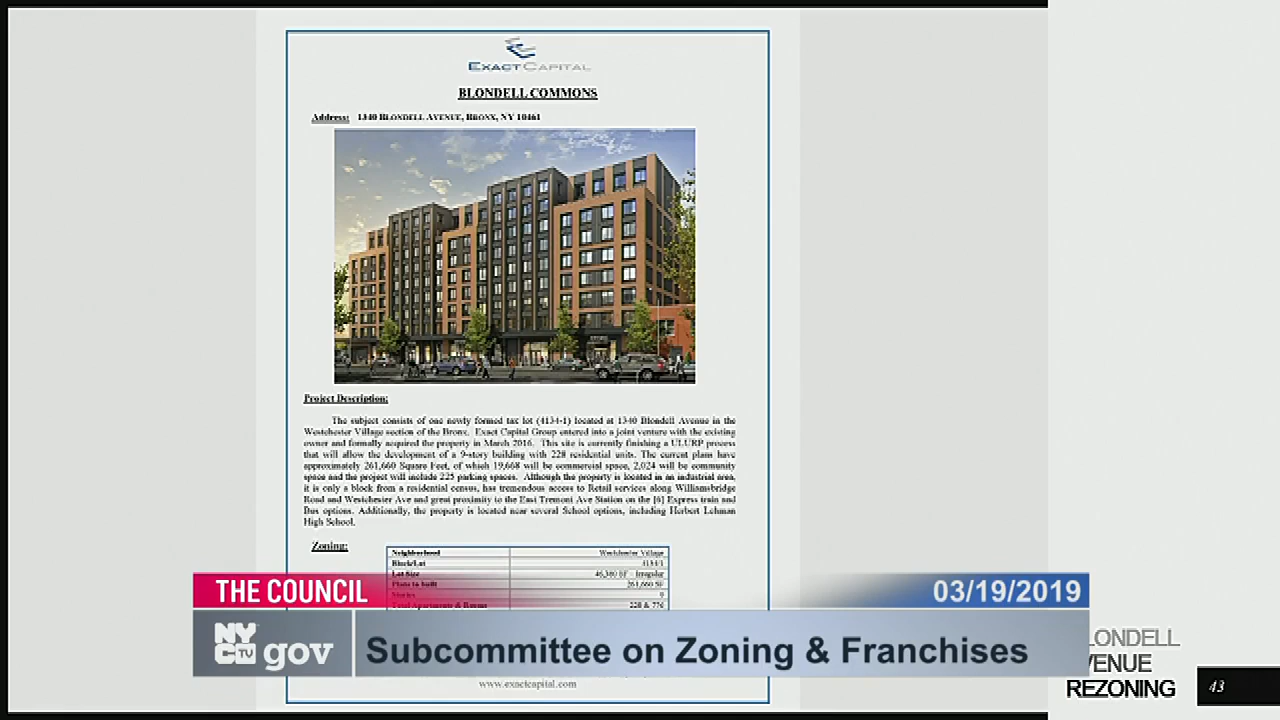 EXACTCAPITAL
BLONDELL COMMONS
Address: 1340 BLONDELL AVENUE, BRONX, NY 10461
Project Description:
The subject consists of one newly formed tax lot (4134-1) located at 1340 Blondell Avenue in the
Westchester Village section of the Bronx. Exact Capital Group entered into a joint venture with the existing
owner and formally acquired the property in March 2016. This site is currently finishing a ULURP process
that will allow the development of a 9-story building with 228 residential units. The current plans have
approximately 261,660 Square Feet, of which 19,668 will be commercial space, 2,024 will be community
space and the project will include 225 parking spaces. Although the property is located in an industrial area,
it is only a block from a residential census, has tremendous access to Retail services along Williamsbridge
Road and Westchester Ave and great proximity to the East Tremont Ave Station on the [6] Express train and
Bus options. Additionally, the property is located near several School options, including Herbert Lehman
High School.
Zoning:
Neighborhood Westchester Village
Block/Lot 4134/1
Lot Size SF - Irregular
Plans to built 261,660 SF
Stories 9
Total Apartments & Rooms 228 & 776
THE COUNCIL
03/19/2019
NYC TV gov
Subcommittee on Zoning & Franchises
www.exactcapital.com
LONDELL
VENUE
REZONING
43